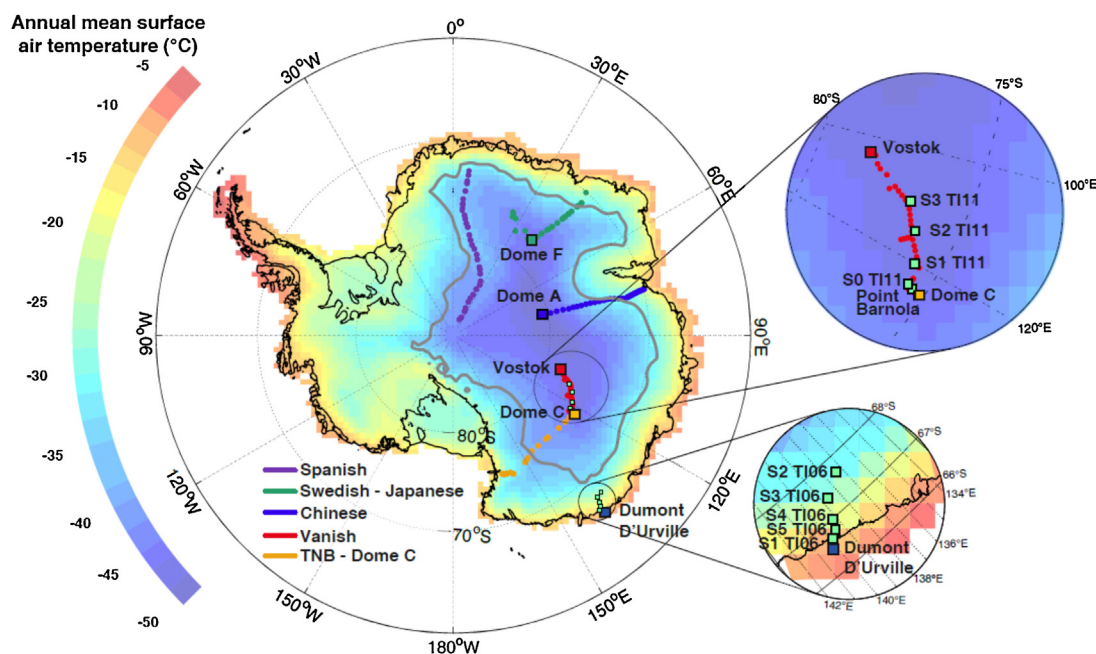 Annual mean surface
air temperature (°C)
-5
-10
-15
-20
-25
-30
-35
-40
-45
-50
0°
30°E
60°E
90°E
120°E
150°E
180°W
150°W
120°W
90°W
60°W
30°W
80°S
70°S
Dome F
Dome A
Vostok
Dome C
Dumont
D'Urville
Spanish
Swedish - Japanese
Chinese
Vanish
TNB - Dome C
80°S
75°S
100°E
120°E
Vostok
S3 TI11
S2 TI11
S1 TI11
S0 TI11
Point
Barnola
Dome C
68°S
67°S
66°S
134°E
136°E
138°E
140°E
142°E
S2 TI06
S3 TI06
S4 TI06
S5 TI06
S1 TI06
Dumont
D'Urville